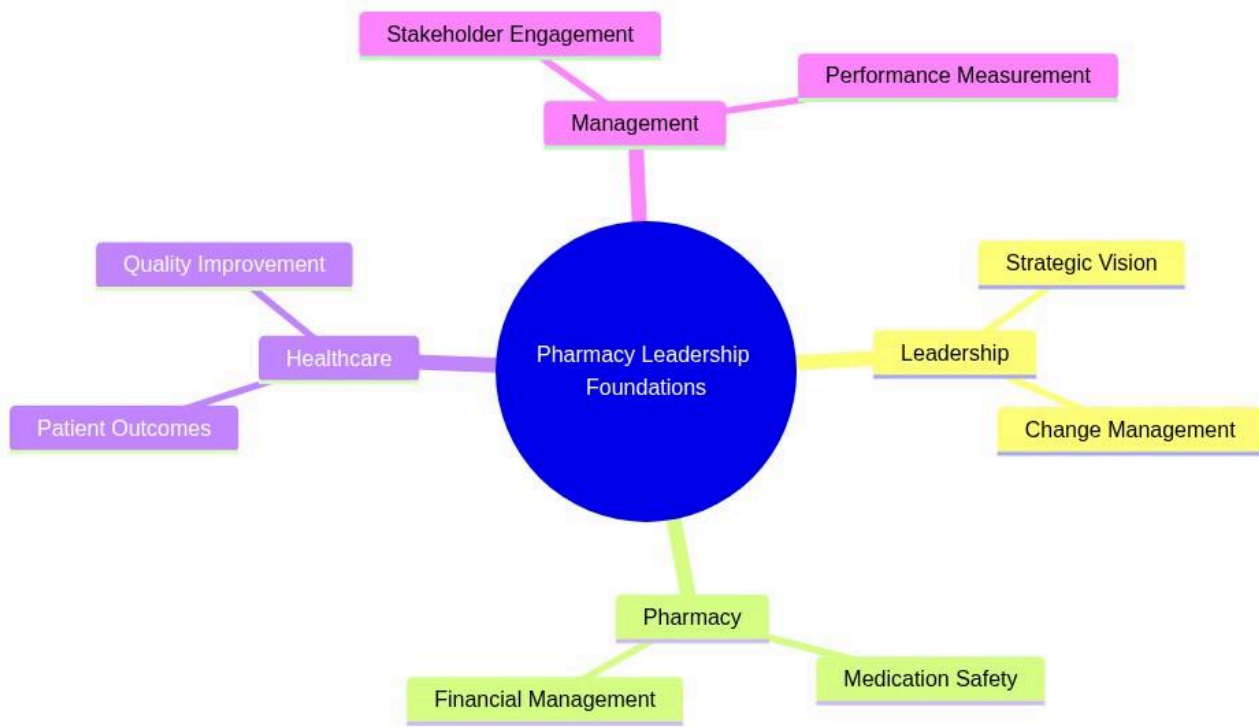 Stakeholder Engagement
Performance Measurement
Management
Quality Improvement
Strategic Vision
Healthcare
Pharmacy Leadership
Foundations
Leadership
Patient Outcomes
Change Management
Pharmacy
Financial Management
Medication Safety